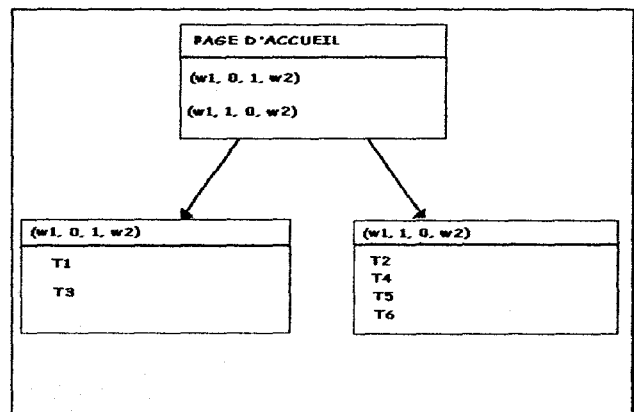 PAGE D'ACCUEIL
(w1, 0, 1, w2)
(w1, 1, 0, w2)
(w1, 0, 1, w2)
T1
T3
(w1, 1, 0, w2)
T2
T4
T5
T6